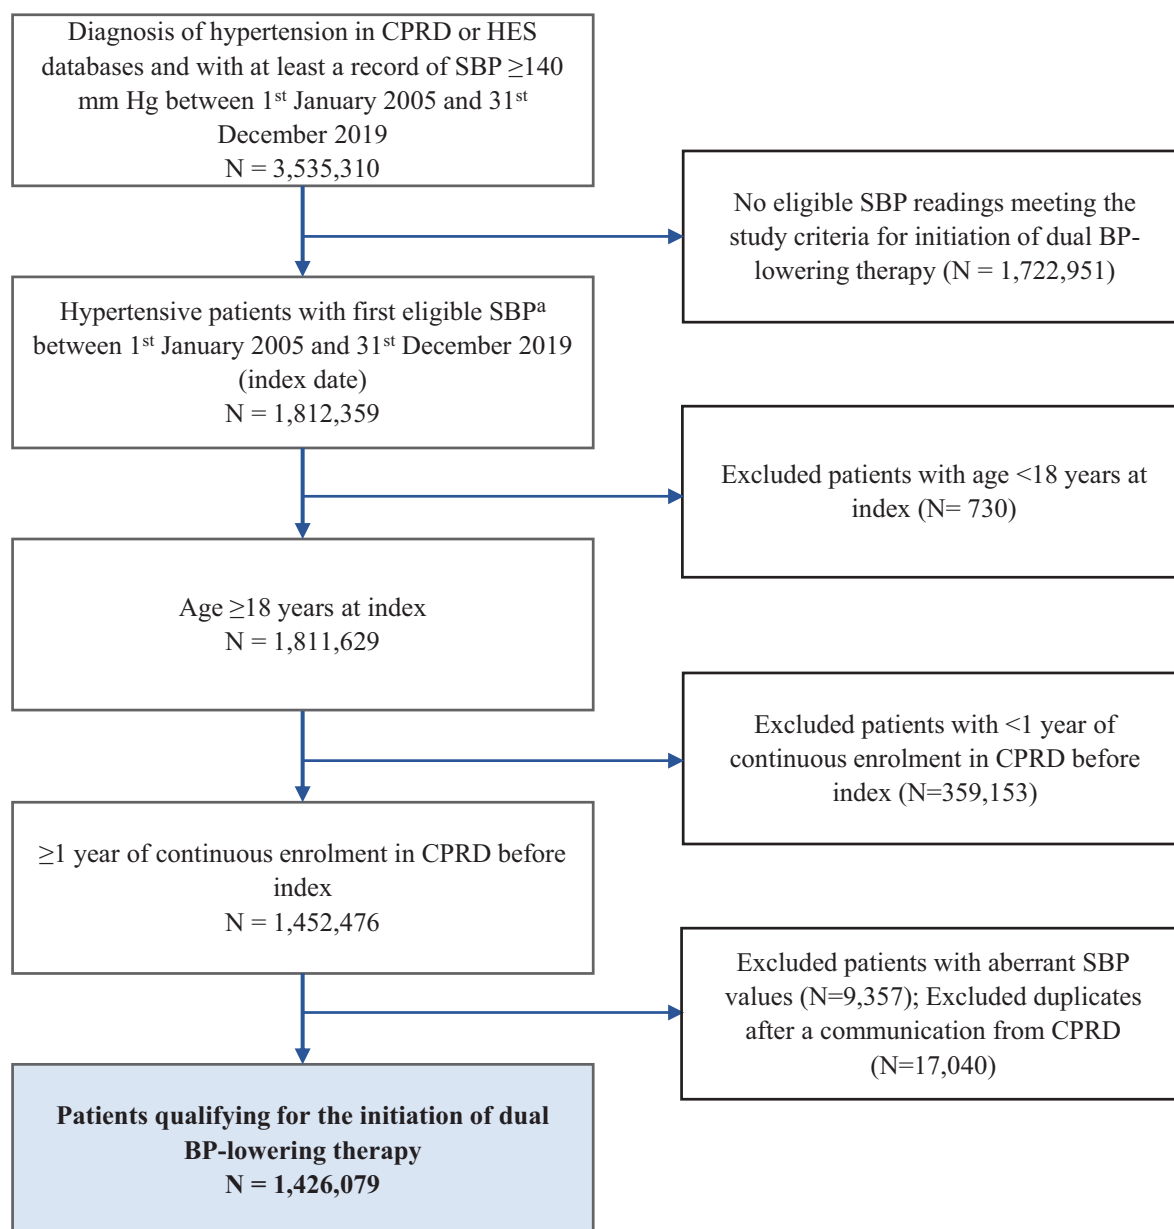 Diagnosis of hypertension in CPRD or HES
databases and with at least a record of SBP ≥140
mm Hg between 1st January 2005 and 31st
December 2019
N = 3,535,310
No eligible SBP readings meeting the
study criteria for initiation of dual BP-
lowering therapy (N = 1,722,951)
Hypertensive patients with first eligible SBPa
between 1st January 2005 and 31st December 2019
(index date)
N = 1,812,359
Excluded patients with age <18 years at
index (N= 730)
Age ≥18 years at index
N = 1,811,629
Excluded patients with <1 year of
continuous enrolment in CPRD before
index (N=359,153)
≥1 year of continuous enrolment in CPRD before
index
N = 1,452,476
Excluded patients with aberrant SBP
values (N=9,357); Excluded duplicates
after a communication from CPRD
(N=17,040)
Patients qualifying for the initiation of dual
BP-lowering therapy
N = 1,426,079